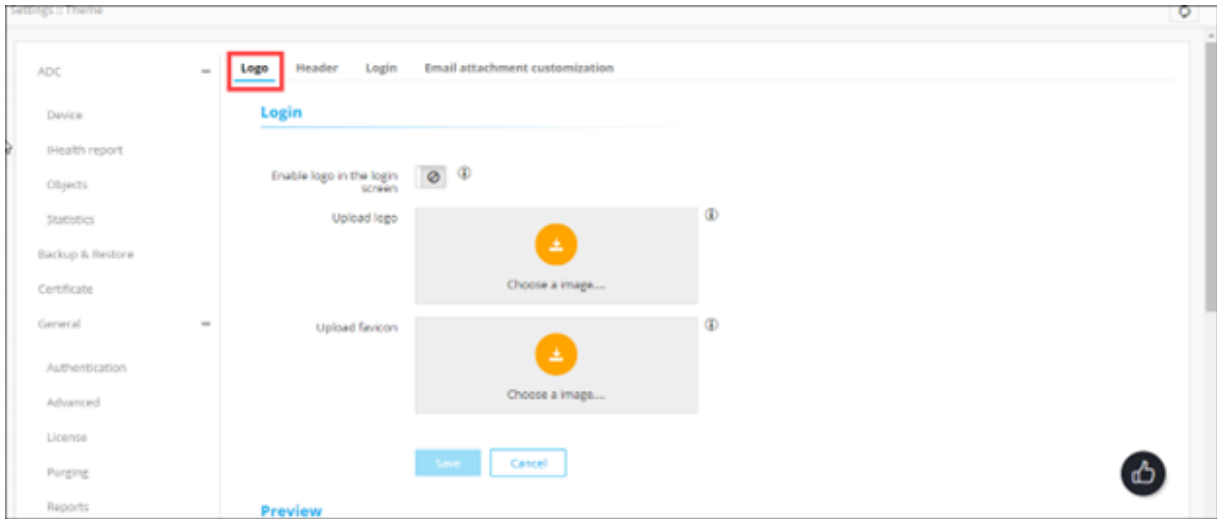 Settings :: Theme
ADC
Device
iHealth report
Objects
Statistics
Backup & Restore
Certificate
General
Authentication
Advanced
License
Purging
Reports
Logo Header Login Email attachment customization
Login
Enable logo in the login
screen
Upload logo
Choose a image....
Upload favicon
Choose a image....
Save Cancel
Preview